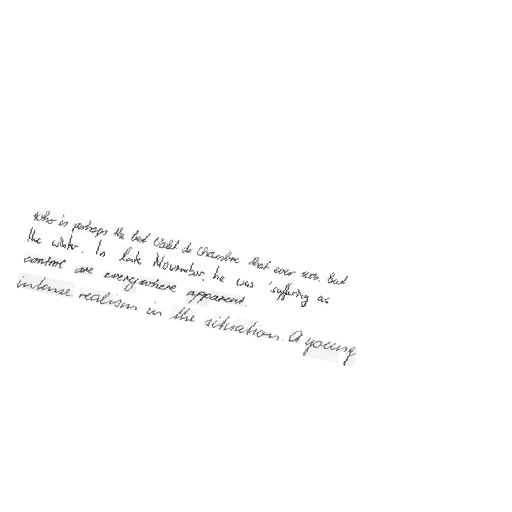 who is perhaps the best Valet de Chambre that ever was. But
the winter. In late November, he was 'suffering as
control are everywhere apparent.
intense realism in the situation. A young